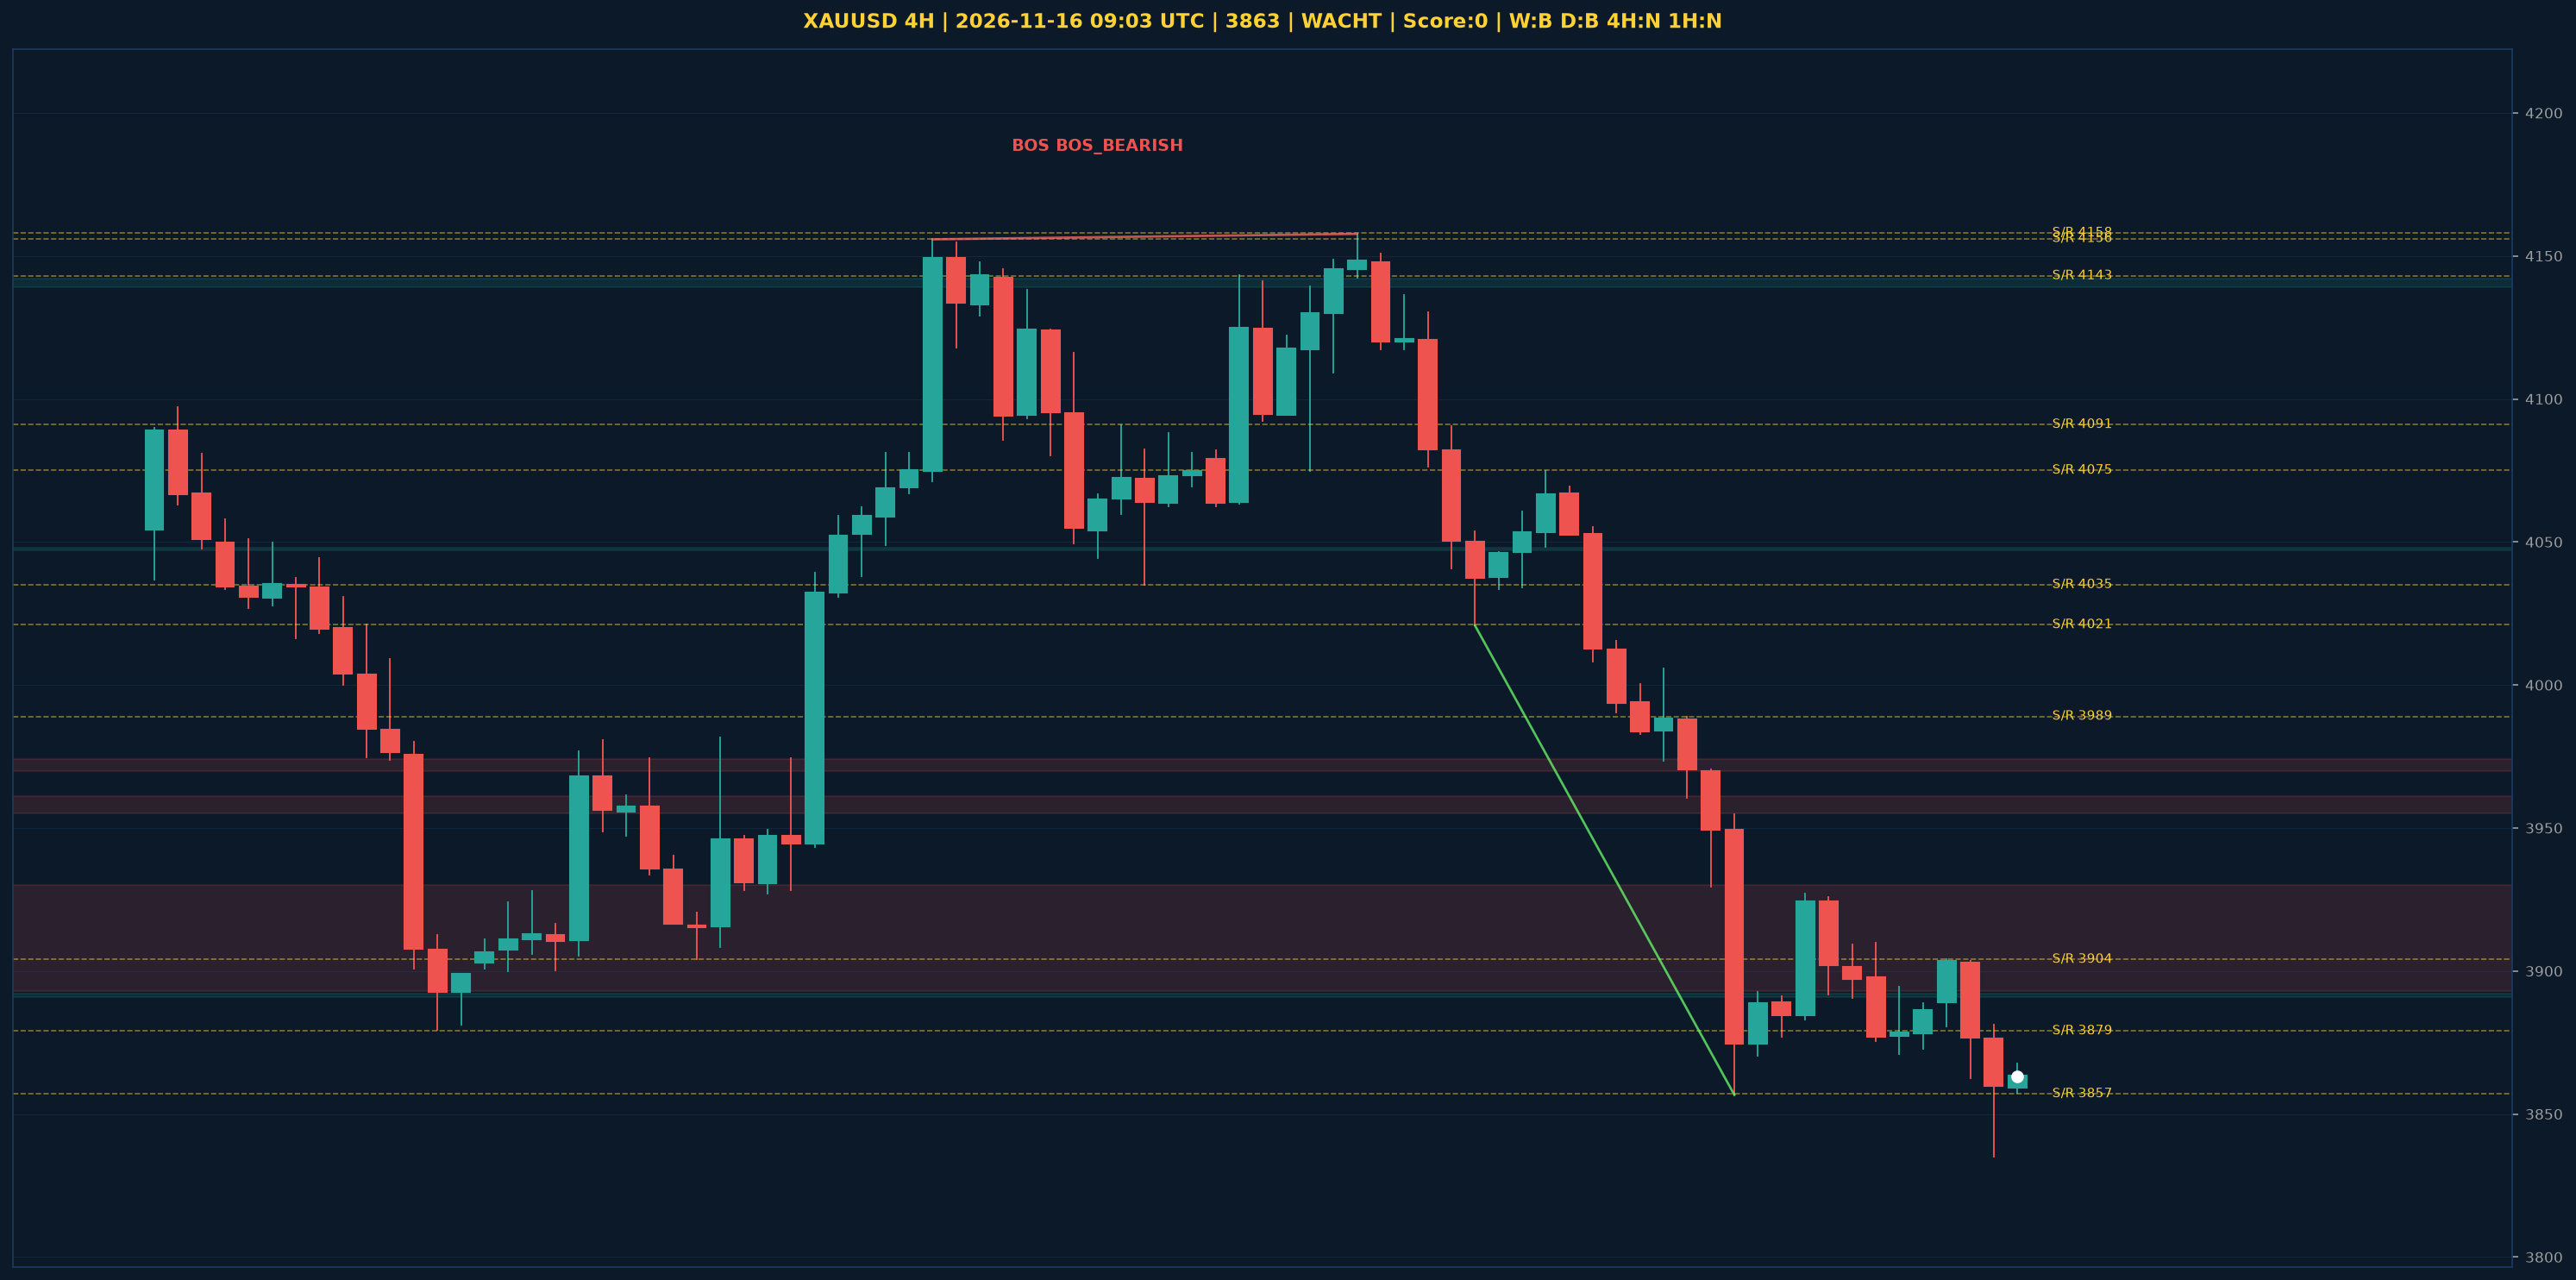 XAUUSD 4H | 2026-11-16 09:03 UTC | 3863 | WACHT | Score:0 | W:B D:B 4H:N 1H:N
4200
BOS BOS_BEARISH
S/R 4158
S/R 4156
4150
S/R 4143
4100
S/R 4091
S/R 4075
4050
S/R 4035
S/R 4021
4000
S/R 3989
3950
S/R 3904
3900
S/R 3879
S/R 3857
3850
3800